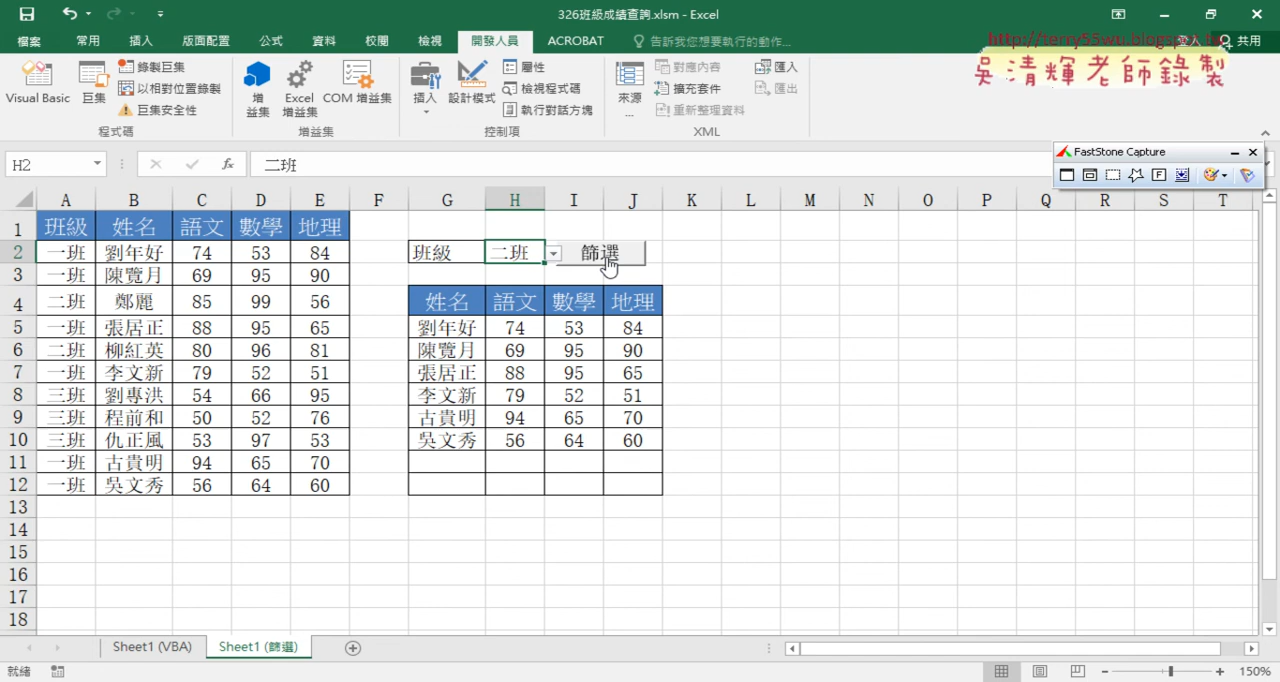 326班級成績查詢.xlsm - Excel
檔案 常用 插入 版面配置 公式 資料 校閱 檢視 開發人員 ACROBAT 告訴我您想要執行的動作... 登入 共用
http://terry55wu.blogspot.tw
吳清輝老師錄製
Visual Basic 巨集 錄製巨集 以相對位置錄製 巨集安全性 程式碼
增益集 Excel 增益集 COM 增益集 增益集
插入 設計模式 屬性 檢視程式碼 執行對話方塊 控制項
來源... 對應內容 擴充套件 重新整理資料 匯入 匯出 XML
FastStone Capture
H2 fx 二班
A B C D E F G H I J K L M N O P Q R S T
1 班級 姓名 語文 數學 地理
2 一班 劉年好 74 53 84 班級 二班 篩選
3 一班 陳覽月 69 95 90
4 二班 鄭麗 85 99 56 姓名 語文 數學 地理
5 一班 張居正 88 95 65 劉年好 74 53 84
6 二班 柳紅英 80 96 81 陳覽月 69 95 90
7 一班 李文新 79 52 51 張居正 88 95 65
8 三班 劉專洪 54 66 95 李文新 79 52 51
9 三班 程前和 50 52 76 古貴明 94 65 70
10 三班 仇正風 53 97 53 吳文秀 56 64 60
11 一班 古貴明 94 65 70
12 一班 吳文秀 56 64 60
13
14
15
16
17
18
Sheet1 (VBA) Sheet1 (篩選)
就緒 150%